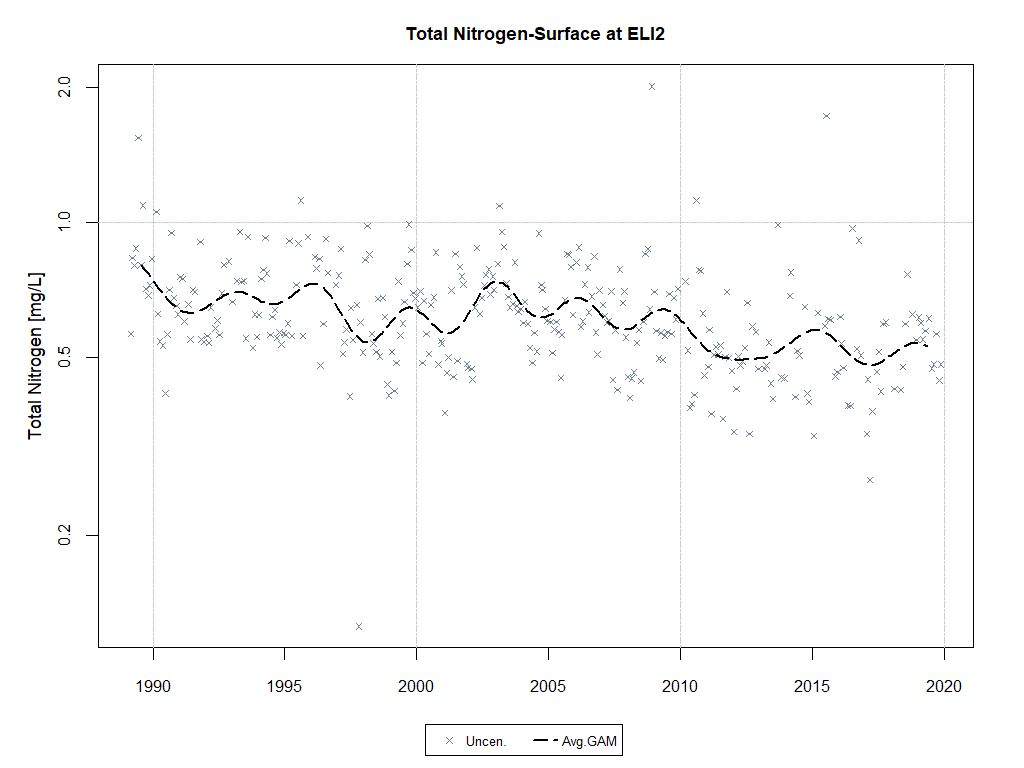 Total Nitrogen-Surface at ELI2
Total Nitrogen [mg/L]
2.0
1.0
0.5
0.2
1990 1995 2000 2005 2010 2015 2020
Uncen. Avg.GAM